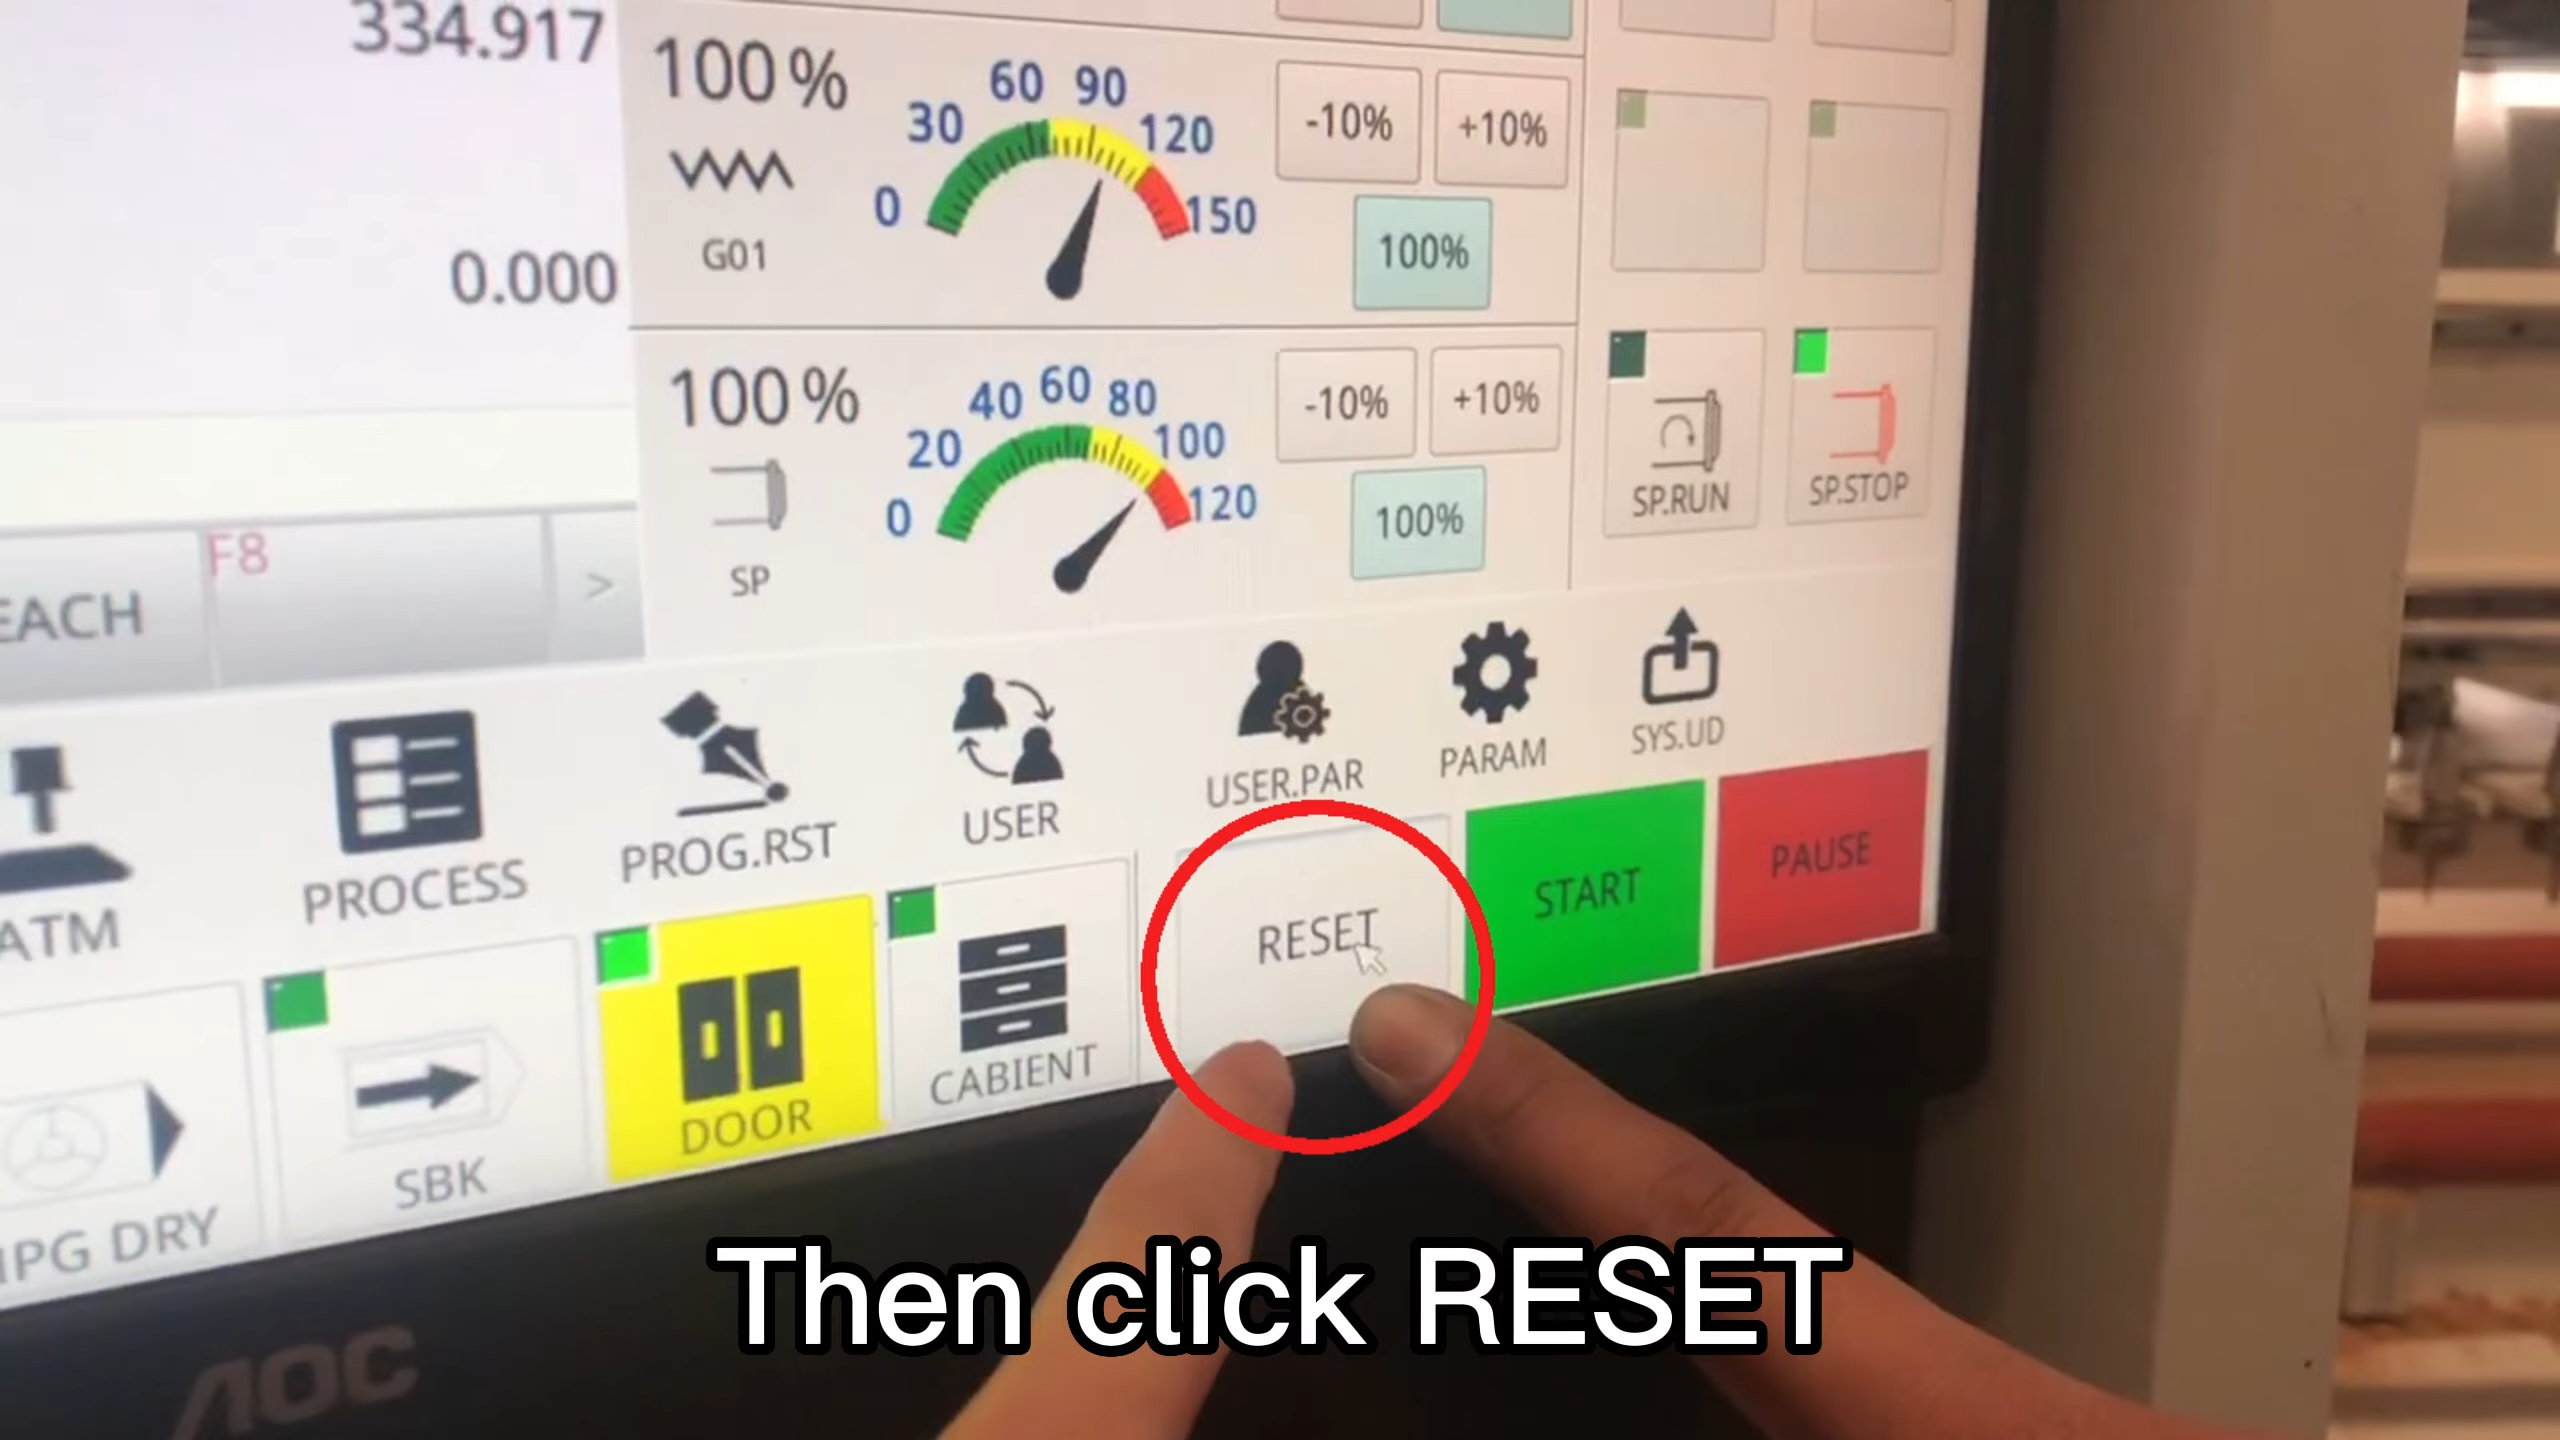 334.917
0.000
100%
G01
0 30 60 90 120 150
-10% +10%
100%
100%
SP
0 20 40 60 80 100 120
-10% +10%
100%
SP.RUN SP.STOP
EACH F8 >
ATM PROCESS PROG.RST USER USER.PAR PARAM SYS.UD
IPG DRY SBK DOOR CABIENT RESET START PAUSE
Then click RESET
AOC